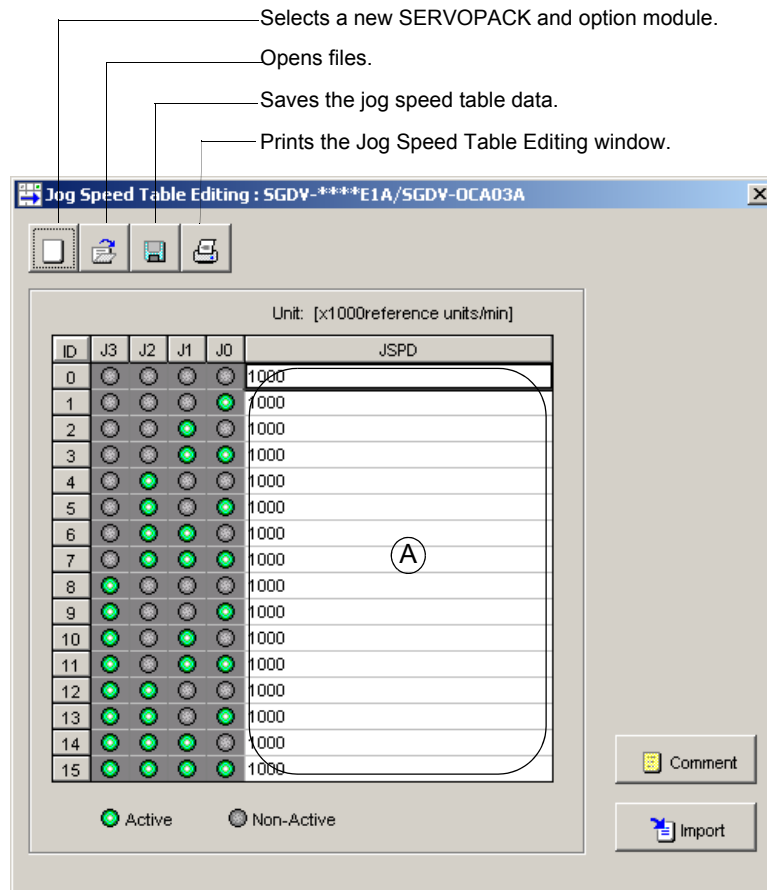 Selects a new SERVOPACK and option module.
Opens files.
Saves the jog speed table data.
Prints the Jog Speed Table Editing window.
Jog Speed Table Editing : SGDV-****E1A/SGDV-OCA03A
Unit: [x1000reference units/min]
ID J3 J2 J1 J0 JSPD
0 1000
1 1000
2 1000
3 1000
4 1000
5 1000
6 1000
7 1000
A
8 1000
9 1000
10 1000
11 1000
12 1000
13 1000
14 1000
15 1000
Comment
Active Non-Active
Import